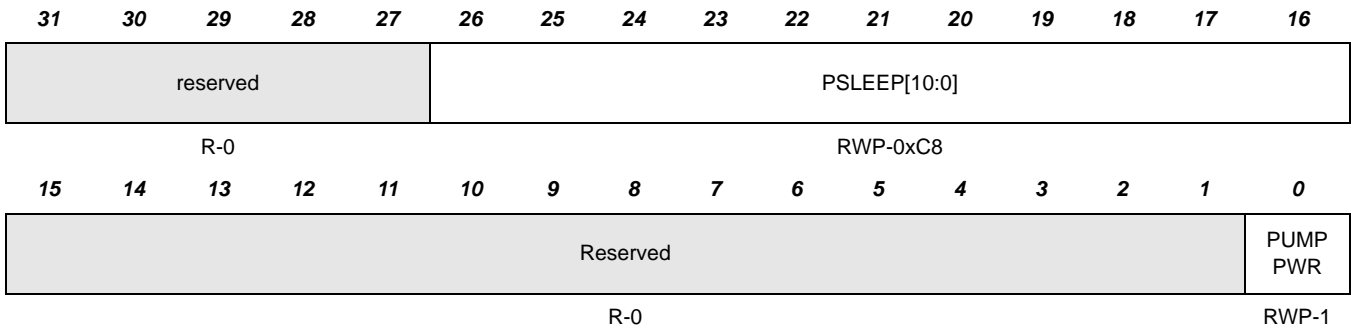 31 30 29 28 27 26 25 24 23 22 21 20 19 18 17 16
reserved PSLEEP[10:0]
R-0 RWP-0xC8
15 14 13 12 11 10 9 8 7 6 5 4 3 2 1 0
Reserved PUMP
PWR
R-0 RWP-1